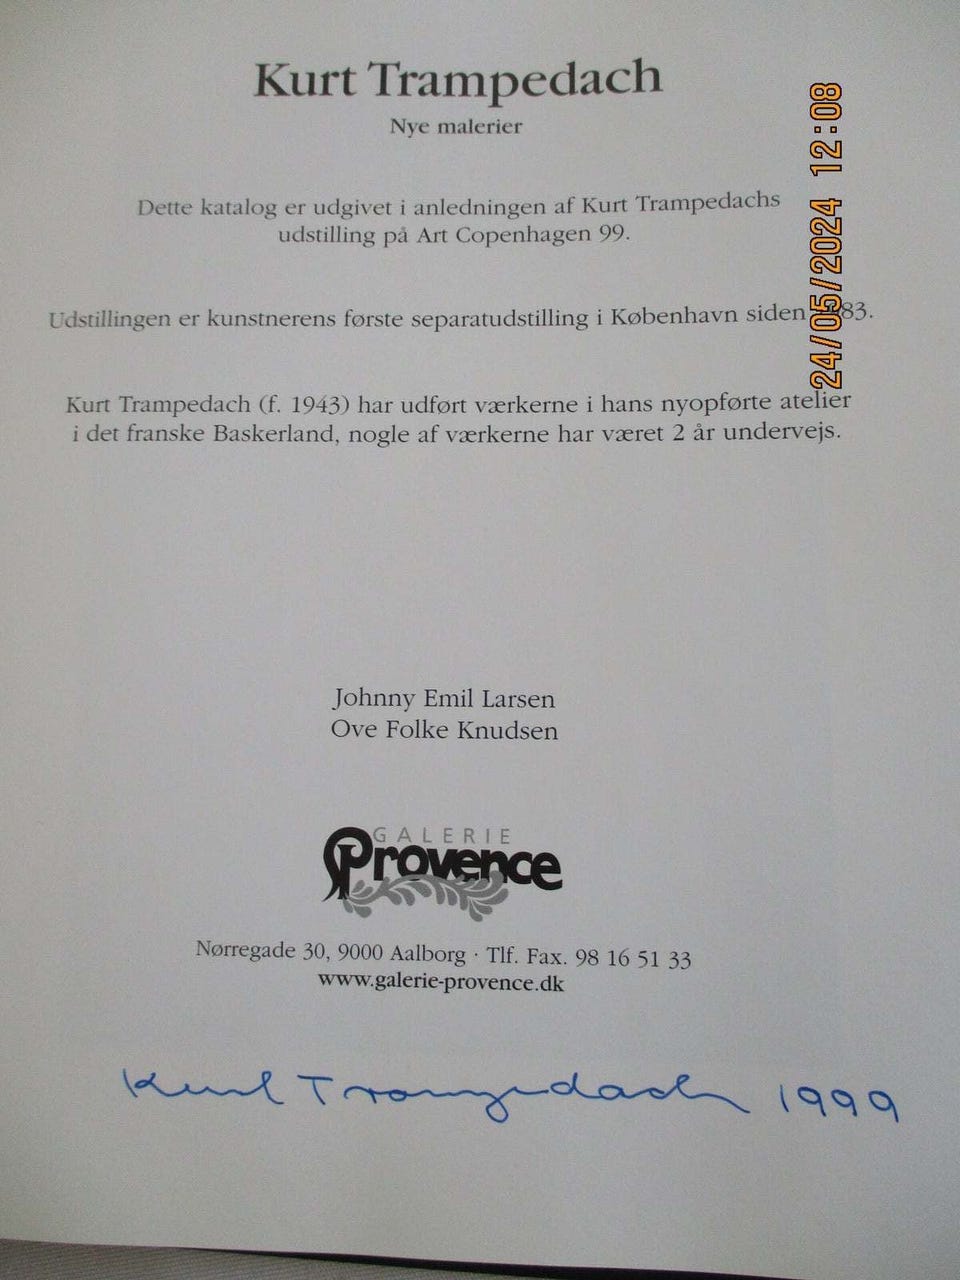 Kurt Trampedach
Nye malerier
Dette katalog er udgivet i anledningen af Kurt Trampedachs
udstilling på Art Copenhagen 99.
Udstillingen er kunstnerens første separatudstilling i København siden
Kurt Trampedach (f. 1943) har udført værkerne i hans nyopførte atelier
i det franske Baskerland, nogle af værkerne har været 2 år undervejs.
Johnny Emil Larsen
Ove Folke Knudsen
GALERIE
Provence
Nørregade 30, 9000 Aalborg · Tlf. Fax. 98 16 51 33
www.galerie-provence.dk
Kurt Trampedach 1999
24/05/2024 12:08